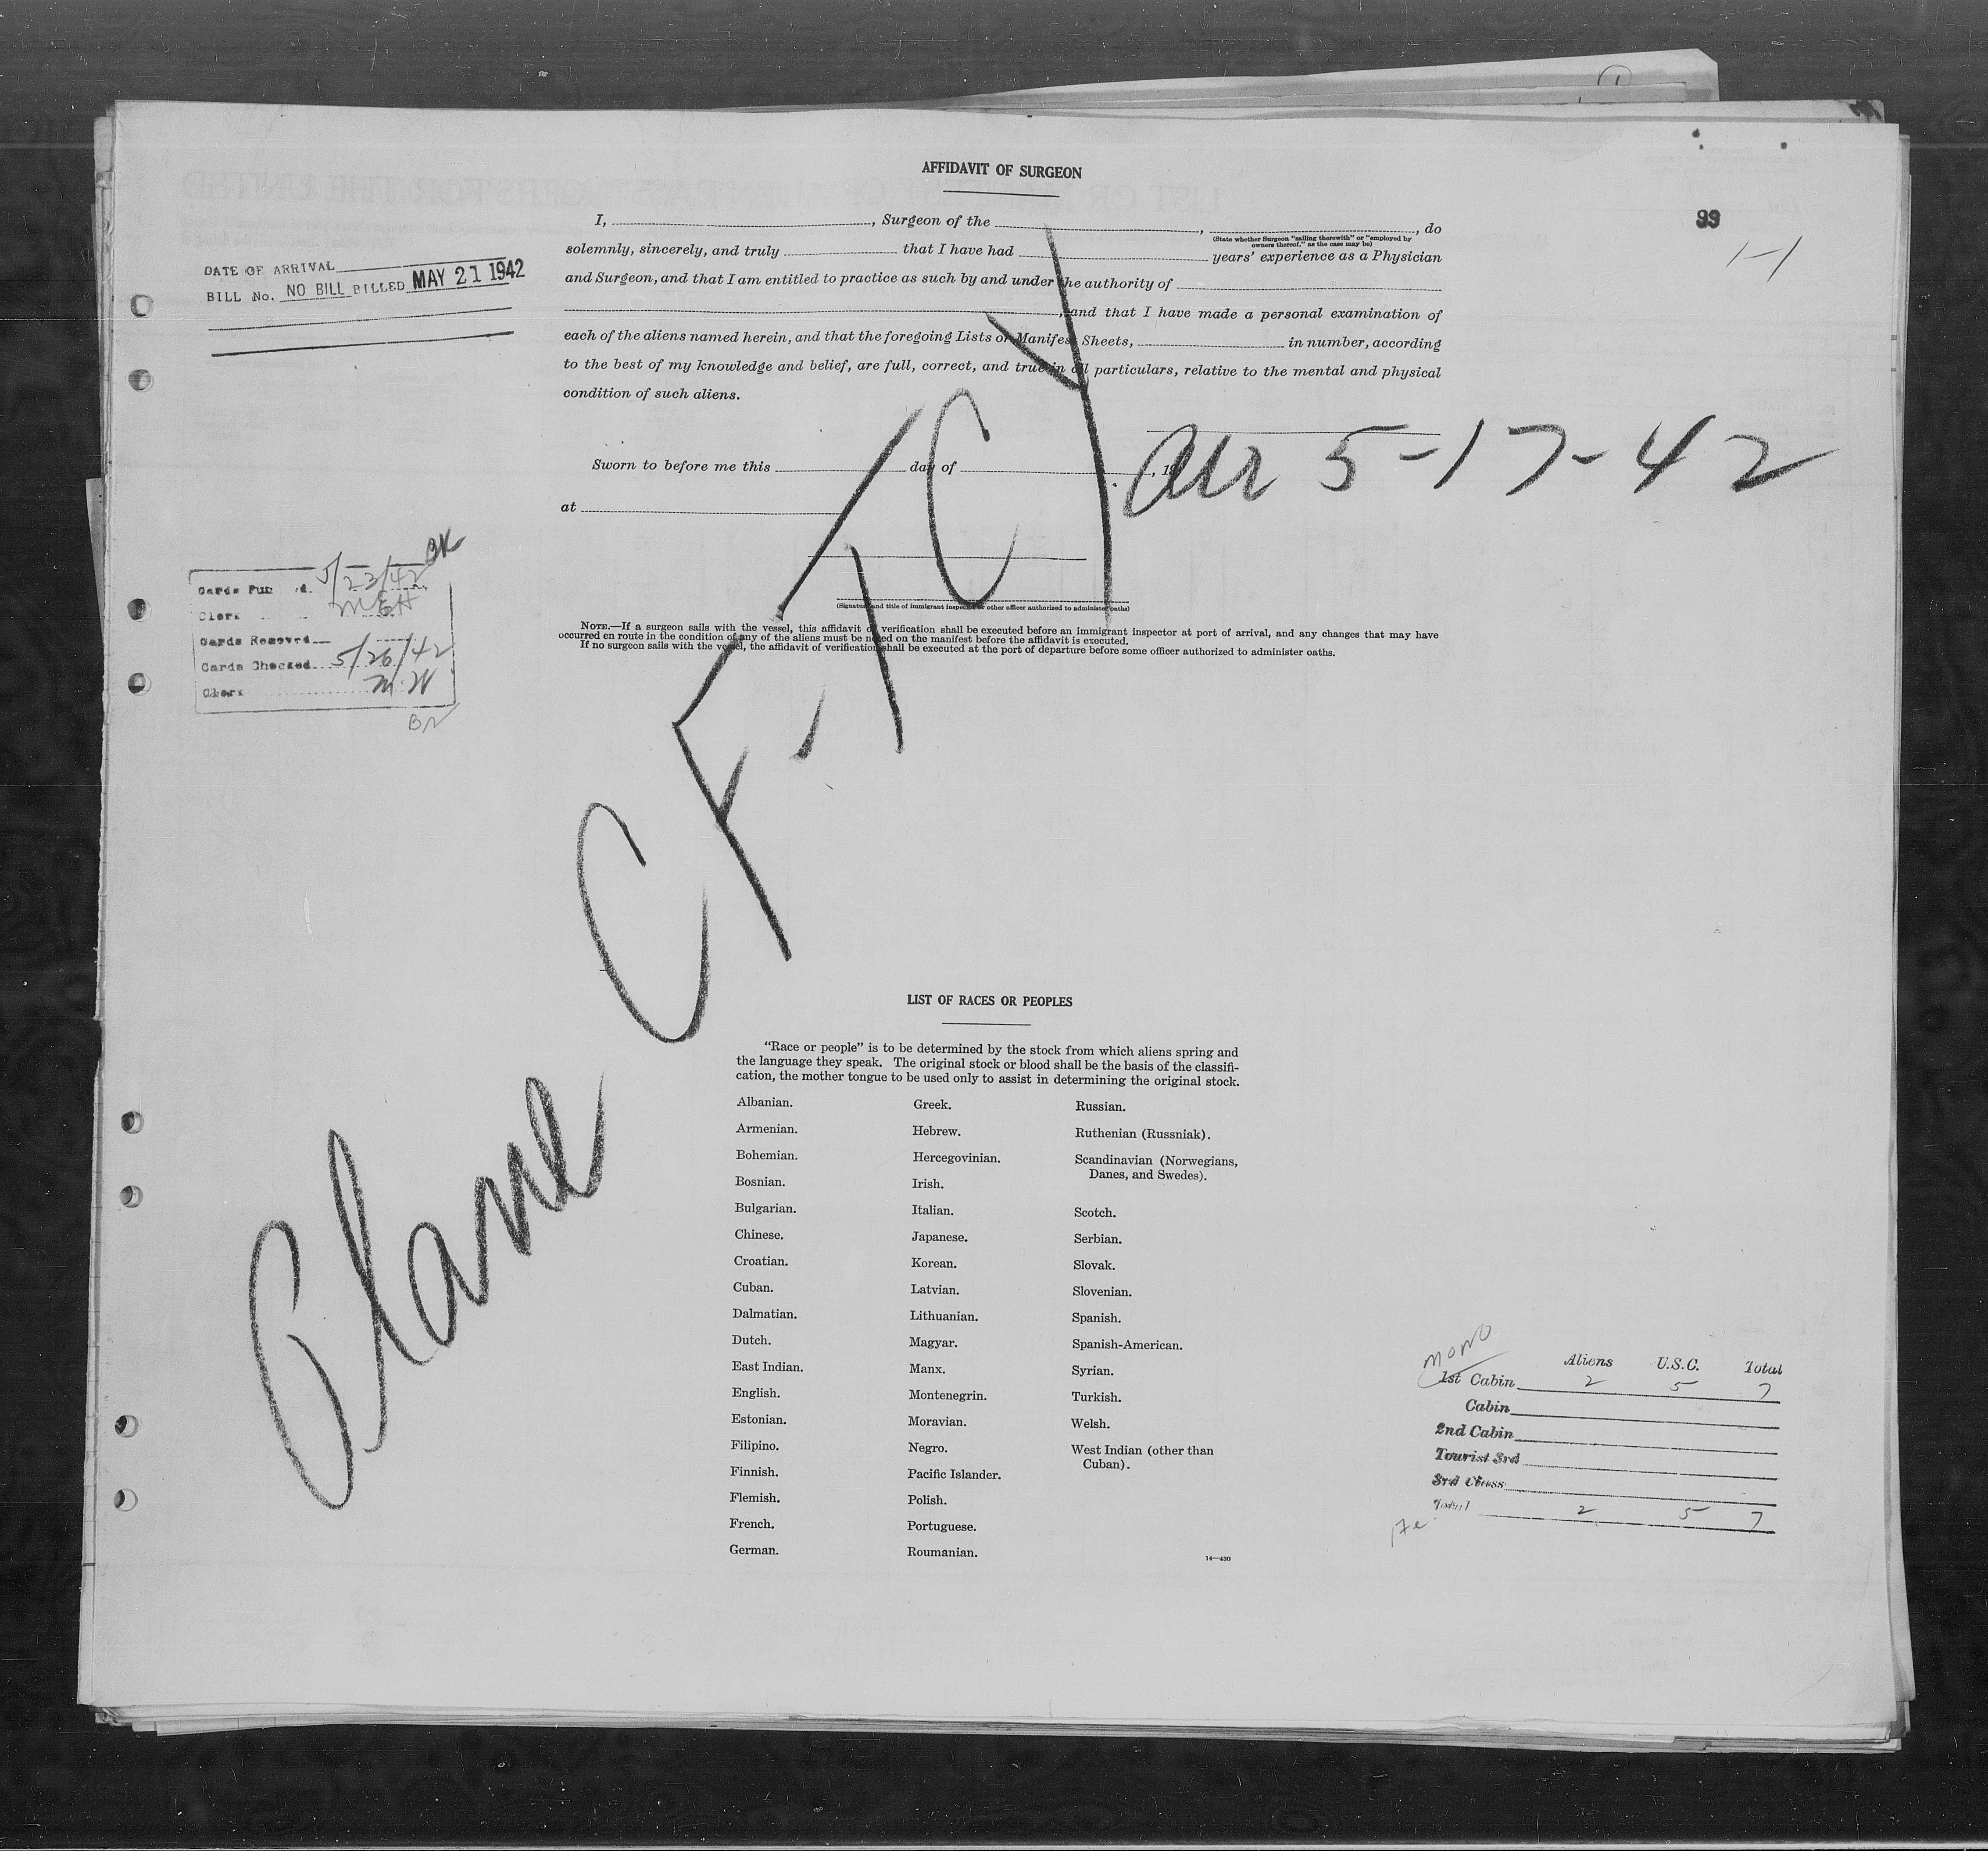 AFFIDAVIT OF SURGEON
I, , Surgeon of the , , do
(State whether Surgeon "sailing therewith" or "employed by
owners thereof," as the case may be)
solemnly, sincerely, and truly that I have had years' experience as a Physician
and Surgeon, and that I am entitled to practice as such by and under the authority of
, and that I have made a personal examination of
each of the aliens named herein, and that the foregoing Lists or Manifest Sheets, in number, according
to the best of my knowledge and belief, are full, correct, and true in all particulars, relative to the mental and physical
condition of such aliens.
Sworn to before me this day of , 19
at
(Signature and title of immigrant inspector or other officer authorized to administer oaths)
NOTE.—If a surgeon sails with the vessel, this affidavit of verification shall be executed before an immigrant inspector at port of arrival, and any changes that may have
occurred en route in the condition of any of the aliens must be noted on the manifest before the affidavit is executed.
If no surgeon sails with the vessel, the affidavit of verification shall be executed at the port of departure before some officer authorized to administer oaths.
99
1-1
DATE OF ARRIVAL
BILL No. NO BILL BILLED MAY 21 1942
arr 5-17-42
BK
Cards Pun d. 5/22/42
Clerk MEH
Cards Removed
Cards Checked 5/26/42
Clerk M.W
Plane CF-TCY
LIST OF RACES OR PEOPLES
"Race or people" is to be determined by the stock from which aliens spring and
the language they speak. The original stock or blood shall be the basis of the classifi-
cation, the mother tongue to be used only to assist in determining the original stock.
Albanian.
Armenian.
Bohemian.
Bosnian.
Bulgarian.
Chinese.
Croatian.
Cuban.
Dalmatian.
Dutch.
East Indian.
English.
Estonian.
Filipino.
Finnish.
Flemish.
French.
German.
Greek.
Hebrew.
Hercegovinian.
Irish.
Italian.
Japanese.
Korean.
Latvian.
Lithuanian.
Magyar.
Manx.
Montenegrin.
Moravian.
Negro.
Pacific Islander.
Polish.
Portuguese.
Roumanian.
Russian.
Ruthenian (Russniak).
Scandinavian (Norwegians,
Danes, and Swedes).
Scotch.
Serbian.
Slovak.
Slovenian.
Spanish.
Spanish-American.
Syrian.
Turkish.
Welsh.
West Indian (other than
Cuban).
14—430
Aliens U.S.C. Total
1st Cabin 2 5 7
Cabin
2nd Cabin
Tourist 3rd
3rd Class
Total 2 5 7